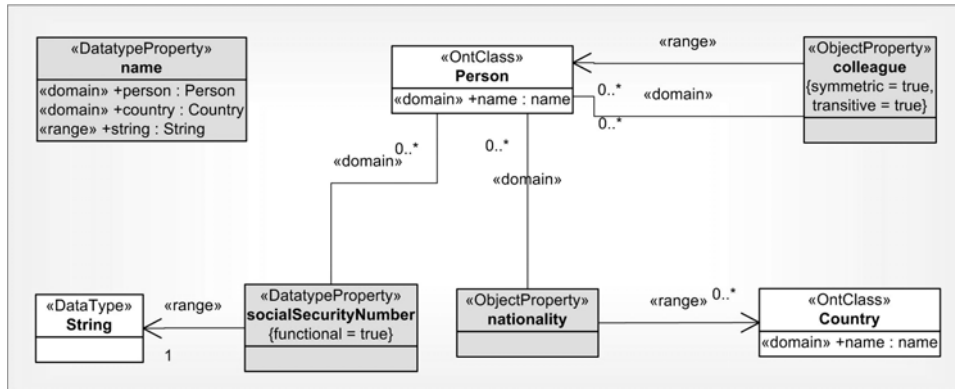 «DatatypeProperty»
name
«domain» +person : Person
«domain» +country : Country
«range» +string : String
«OntClass»
Person
«domain» +name : name
«range»
0..*
«domain»
0..*
«ObjectProperty»
colleague
{symmetric = true,
transitive = true}
0..*
«domain»
0..*
«domain»
«DataType»
String
«range»
1
«DatatypeProperty»
socialSecurityNumber
{functional = true}
«ObjectProperty»
nationality
«range»
0..*
«OntClass»
Country
«domain» +name : name